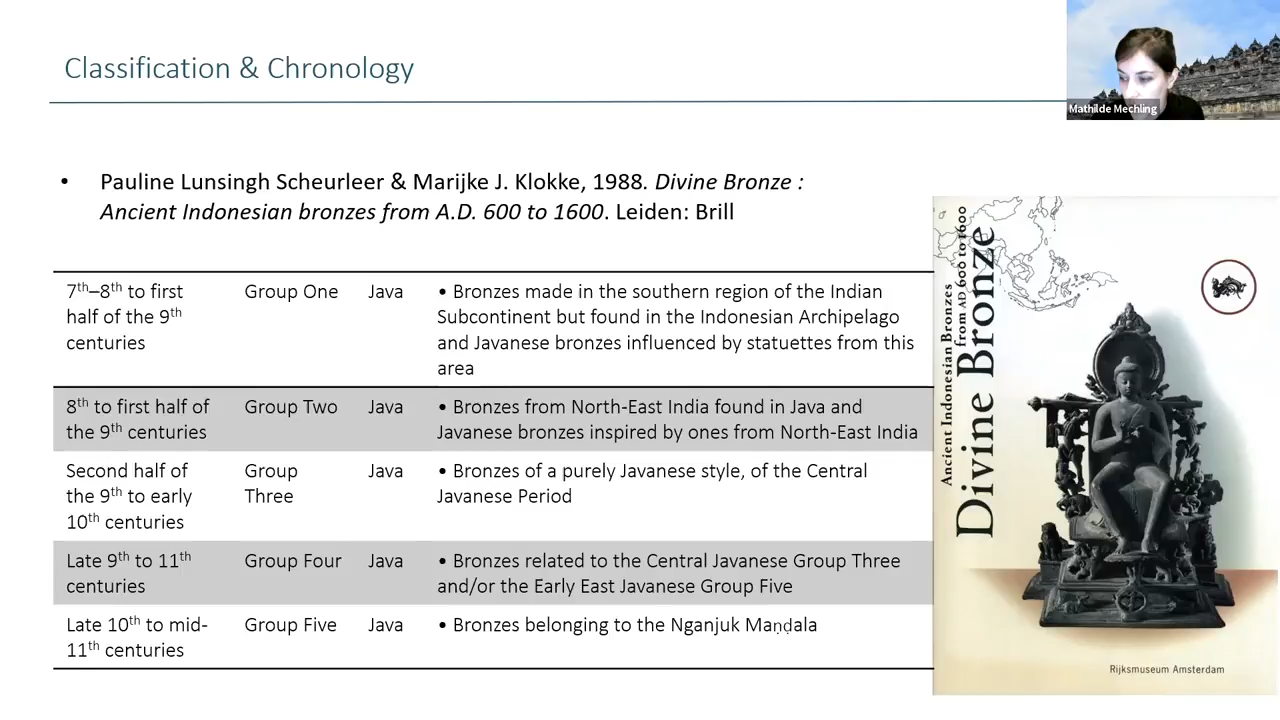 Classification & Chronology
Mathilde Mechling
• Pauline Lunsingh Scheurleer & Marijke J. Klokke, 1988. Divine Bronze :
Ancient Indonesian bronzes from A.D. 600 to 1600. Leiden: Brill
7th–8th to first
half of the 9th
centuries
Group One
Java
• Bronzes made in the southern region of the Indian
Subcontinent but found in the Indonesian Archipelago
and Javanese bronzes influenced by statuettes from this
area
8th to first half of
the 9th centuries
Group Two
Java
• Bronzes from North-East India found in Java and
Javanese bronzes inspired by ones from North-East India
Second half of
the 9th to early
10th centuries
Group
Three
Java
• Bronzes of a purely Javanese style, of the Central
Javanese Period
Late 9th to 11th
centuries
Group Four
Java
• Bronzes related to the Central Javanese Group Three
and/or the Early East Javanese Group Five
Late 10th to mid-
11th centuries
Group Five
Java
• Bronzes belonging to the Nganjuk Maṇḍala
Ancient Indonesian Bronzes
from AD 600 to 1600
Divine Bronze
Rijksmuseum Amsterdam